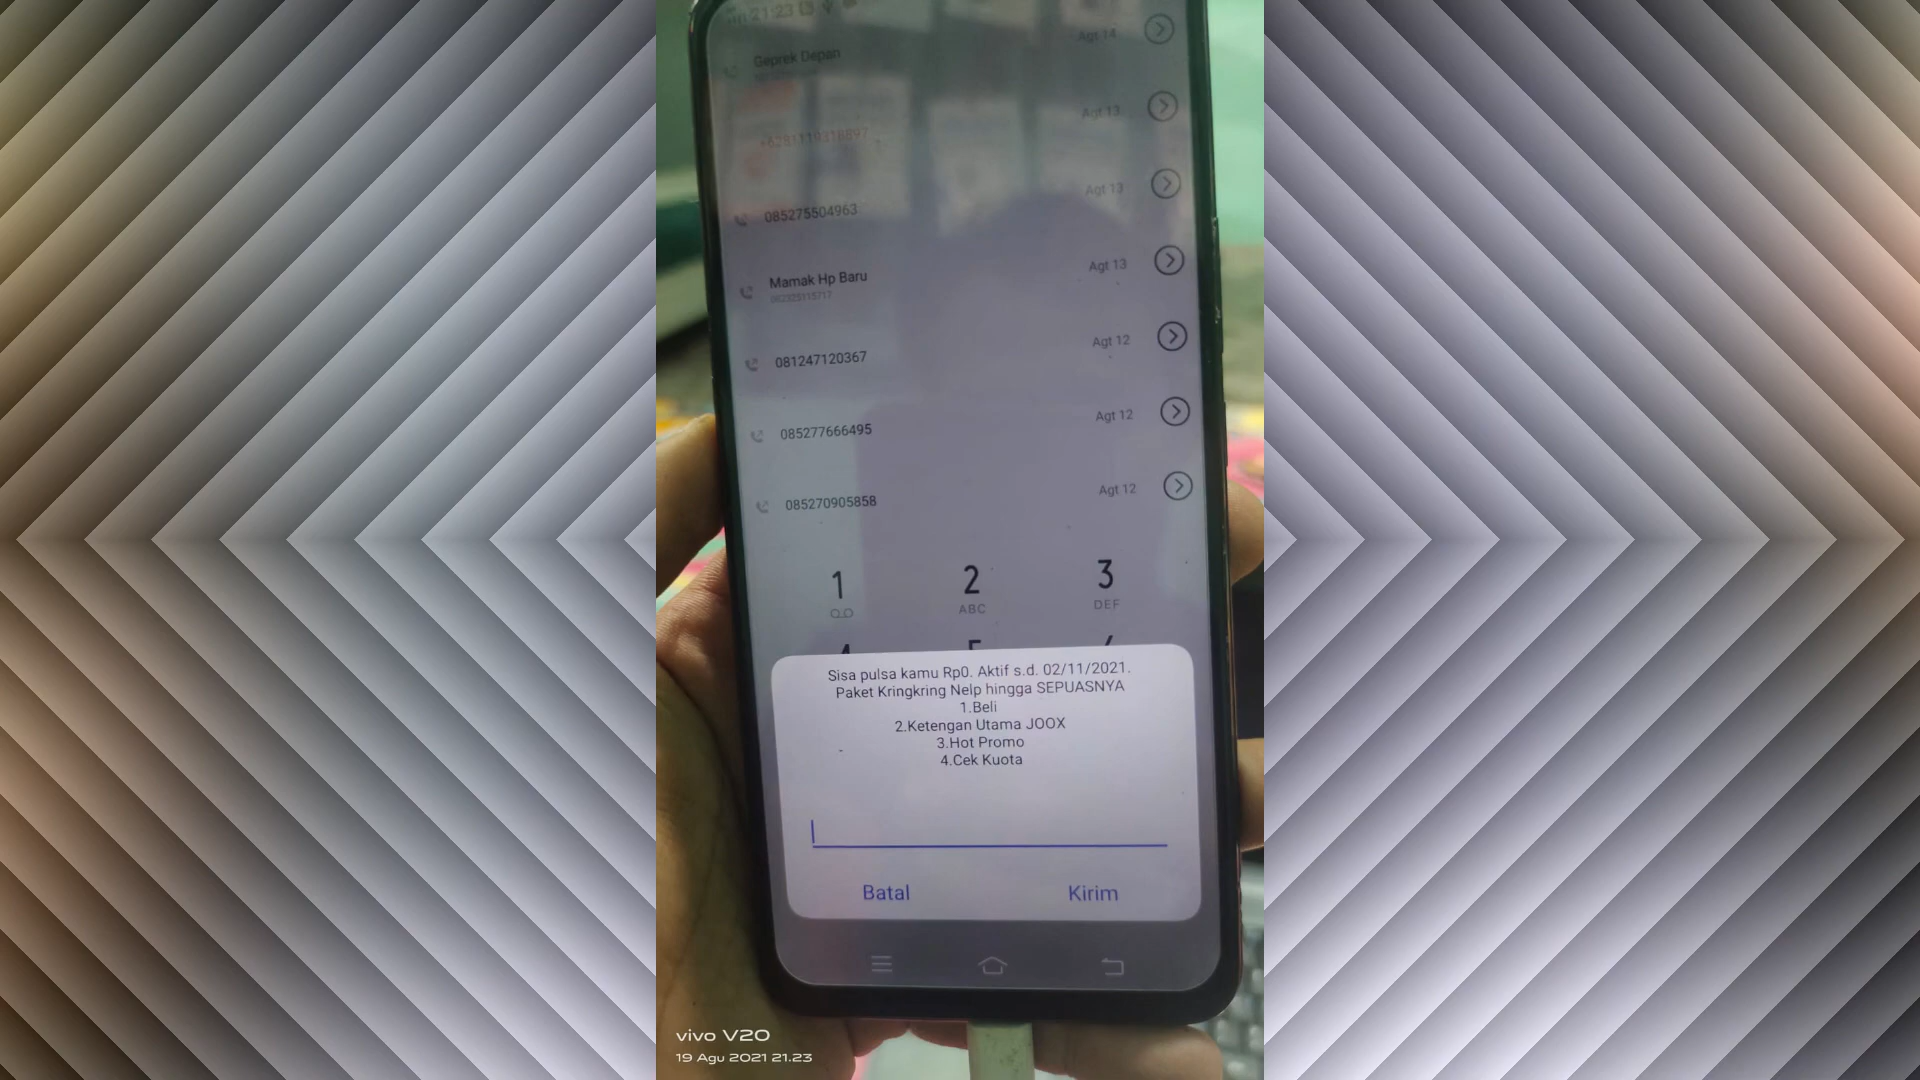 21:23
Geprek Depan
Agt 14
+6281119318897
Agt 13
085275504963
Agt 13
Mamak Hp Baru
082325115717
Agt 13
081247120367
Agt 12
085277666495
Agt 12
085270905858
Agt 12
1 2 3
ABC DEF
Sisa pulsa kamu Rp0. Aktif s.d. 02/11/2021.
Paket Kringkring Nelp hingga SEPUASNYA
1.Beli
2.Ketengan Utama JOOX
3.Hot Promo
4.Cek Kuota
Batal Kirim
vivo V20
19 Agu 2021 21.23